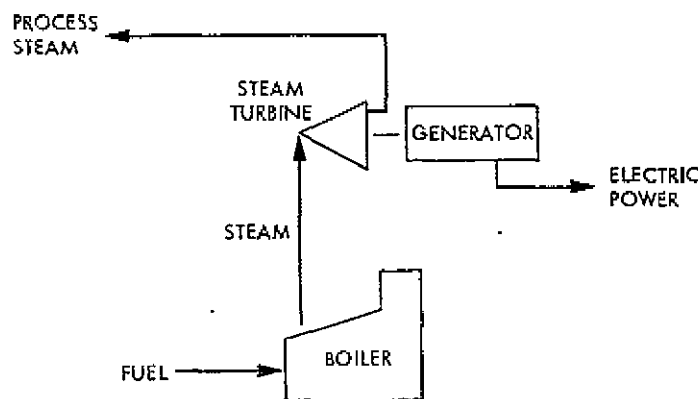 PROCESS
STEAM
STEAM
TURBINE
GENERATOR
ELECTRIC
POWER
STEAM
FUEL
BOILER